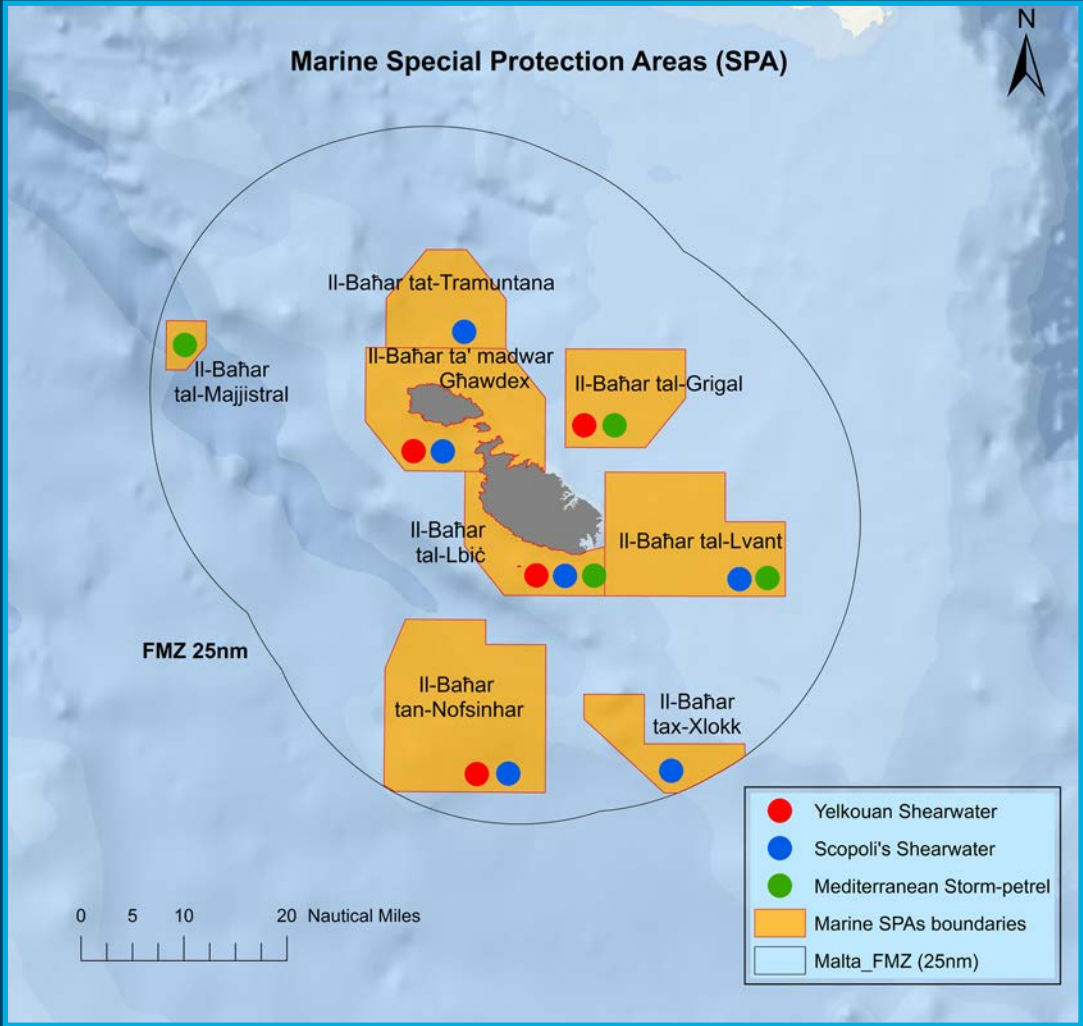 N
Marine Special Protection Areas (SPA)
Il-Baħar tat-Tramuntana
Il-Baħar
tal-Majjistral
Il-Baħar ta' madwar
Għawdex
Il-Baħar tal-Grigal
Il-Baħar
tal-Lbiċ
Il-Baħar tal-Lvant
FMZ 25nm
Il-Baħar
tan-Nofsinhar
Il-Baħar
tax-Xlokk
Yelkouan Shearwater
Scopoli's Shearwater
Mediterranean Storm-petrel
Marine SPAs boundaries
Malta_FMZ (25nm)
0 5 10 20 Nautical Miles